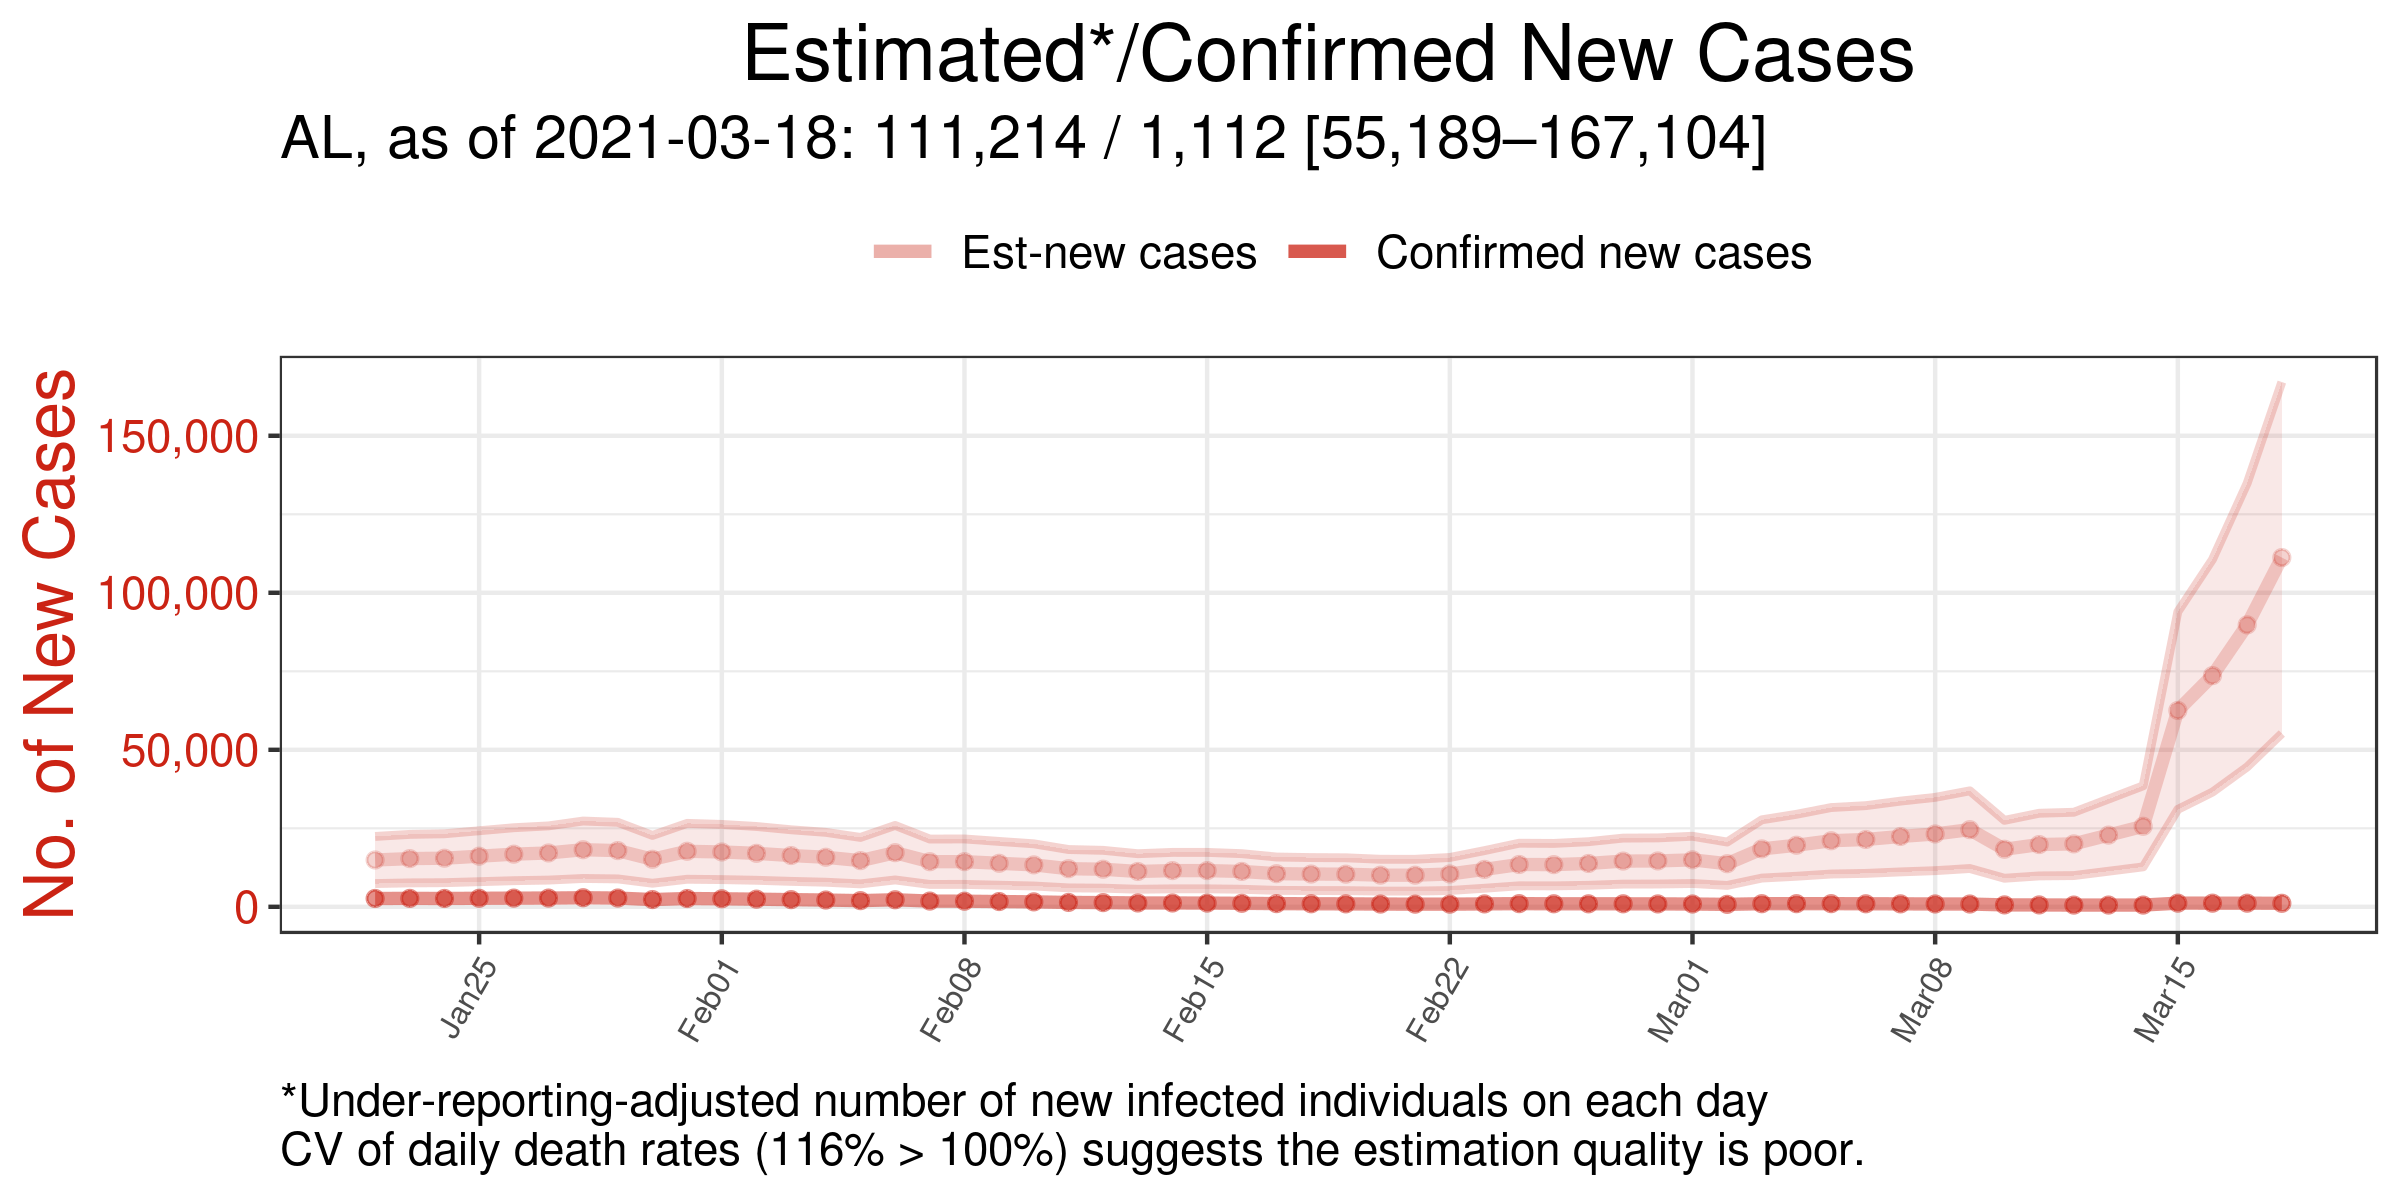 Estimated*/Confirmed New Cases
AL, as of 2021-03-18: 111,214 / 1,112 [55,189–167,104]
Est-new cases
Confirmed new cases
No. of New Cases
150,000
100,000
50,000
0
Jan25
Feb01
Feb08
Feb15
Feb22
Mar01
Mar08
Mar15
*Under-reporting-adjusted number of new infected individuals on each day
CV of daily death rates (116% > 100%) suggests the estimation quality is poor.